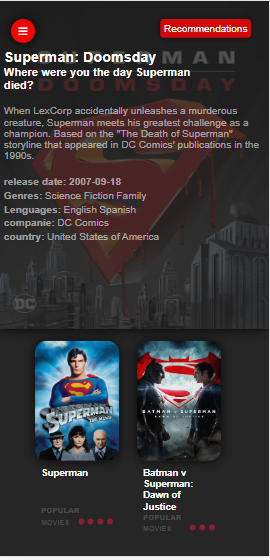 Recommendations
SUPERMAN
DOOMSDAY
Superman: Doomsday
Where were you the day Superman
died?
When LexCorp accidentally unleashes a murderous
creature, Superman meets his greatest challenge as a
champion. Based on the "The Death of Superman"
storyline that appeared in DC Comics' publications in the
1990s.
release date: 2007-09-18
Genres: Science Fiction Family
Lenguages: English Spanish
companie: DC Comics
country: United States of America
DC
SUPERMAN
BATMAN v SUPERMAN
DAWN OF JUSTICE
Superman
Batman v
Superman:
Dawn of
Justice
POPULAR
MOVIES
POPULAR
MOVIES